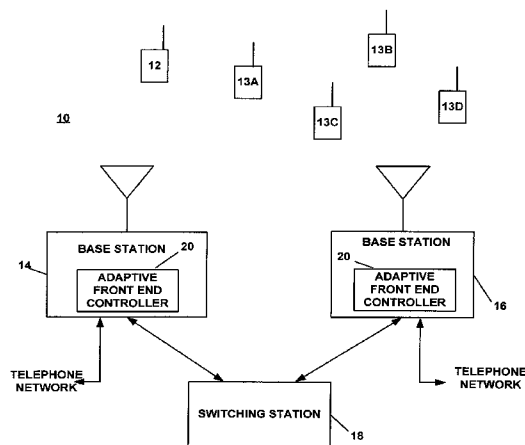 12
13A
13B
13C
13D
10
BASE STATION
20
ADAPTIVE
FRONT END
CONTROLLER
14
BASE STATION
20
ADAPTIVE
FRONT END
CONTROLLER
16
TELEPHONE
NETWORK
TELEPHONE
NETWORK
SWITCHING STATION
18